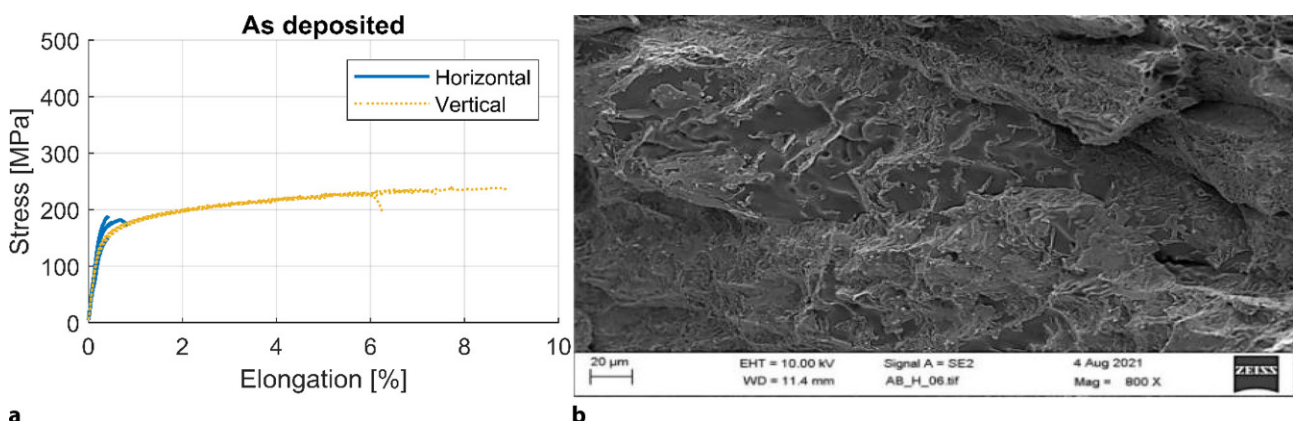 As deposited
500
400
300
200
100
0
Stress [MPa]
Horizontal
Vertical
0 2 4 6 8 10
Elongation [%]
a
20 µm
EHT = 10.00 kV Signal A = SE2 4 Aug 2021
WD = 11.4 mm AB_H_06.tif Mag = 800 X
ZEISS
b